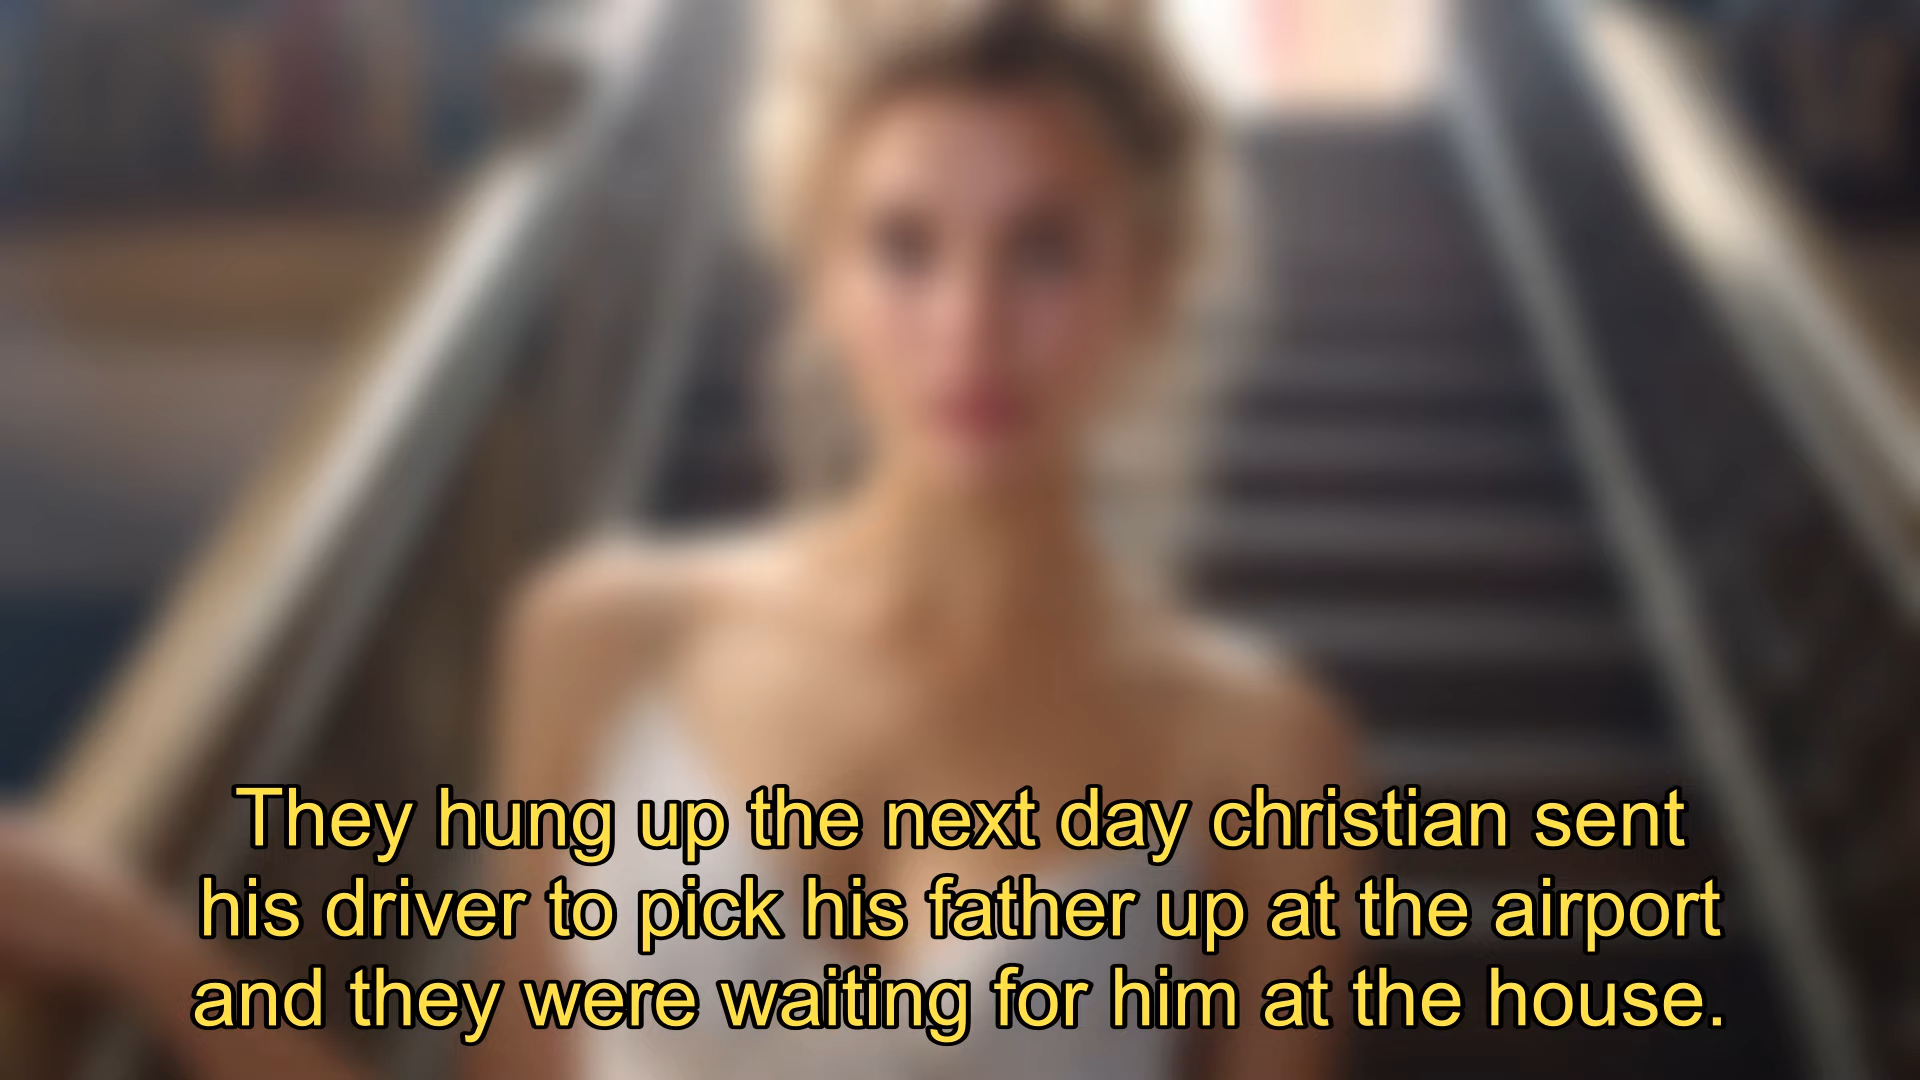 They hung up the next day christian sent
his driver to pick his father up at the airport
and they were waiting for him at the house.